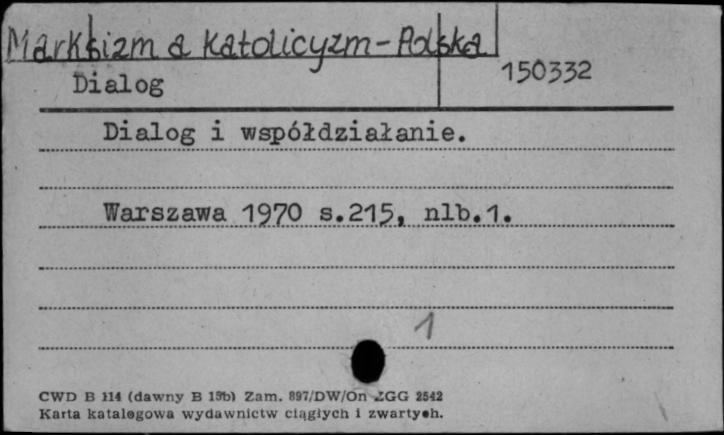 Marksizm a katolicyzm - Polska
150332
Dialog
Dialog i współdziałanie.
Warszawa 1970 s.215, nlb.1.
1
CWD B 114 (dawny B 15b) Zam. 897/DW/On ZGG 2542
Karta katalogowa wydawnictw ciągłych i zwartych.